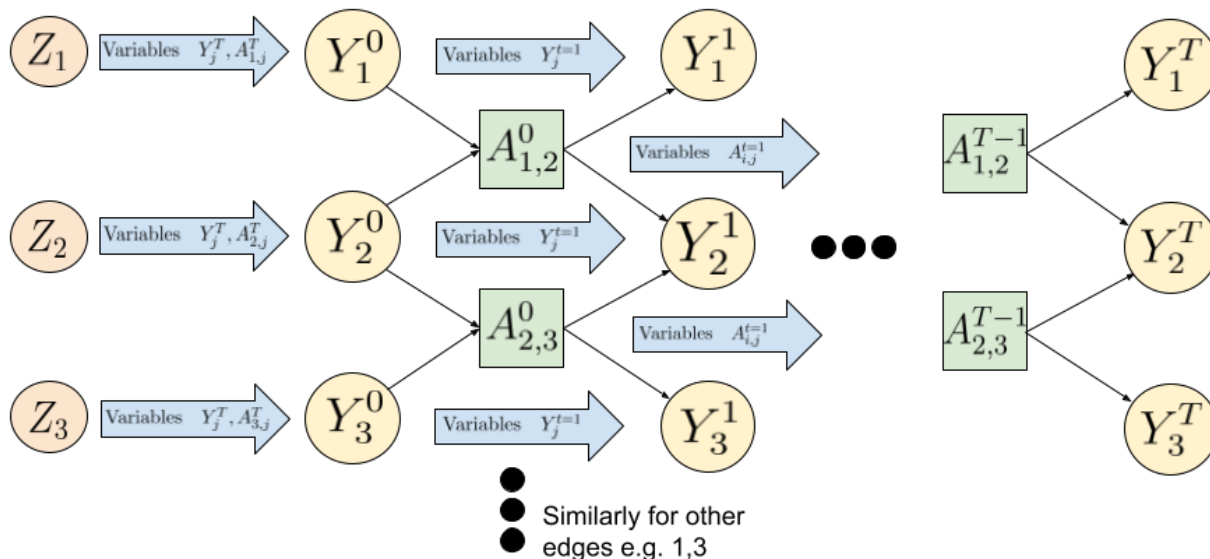 Z_1 Variables Y_j^T, A_{1,j}^T Y_1^0 Variables Y_j^{t=1} Y_1^1 Y_1^T
A_{1,2}^0 Variables A_{i,j}^{t=1} A_{1,2}^{T-1}
Z_2 Variables Y_j^T, A_{2,j}^T Y_2^0 Variables Y_j^{t=1} Y_2^1 Y_2^T
A_{2,3}^0 Variables A_{i,j}^{t=1} A_{2,3}^{T-1}
Z_3 Variables Y_j^T, A_{3,j}^T Y_3^0 Variables Y_j^{t=1} Y_3^1 Y_3^T
Similarly for other
edges e.g. 1,3